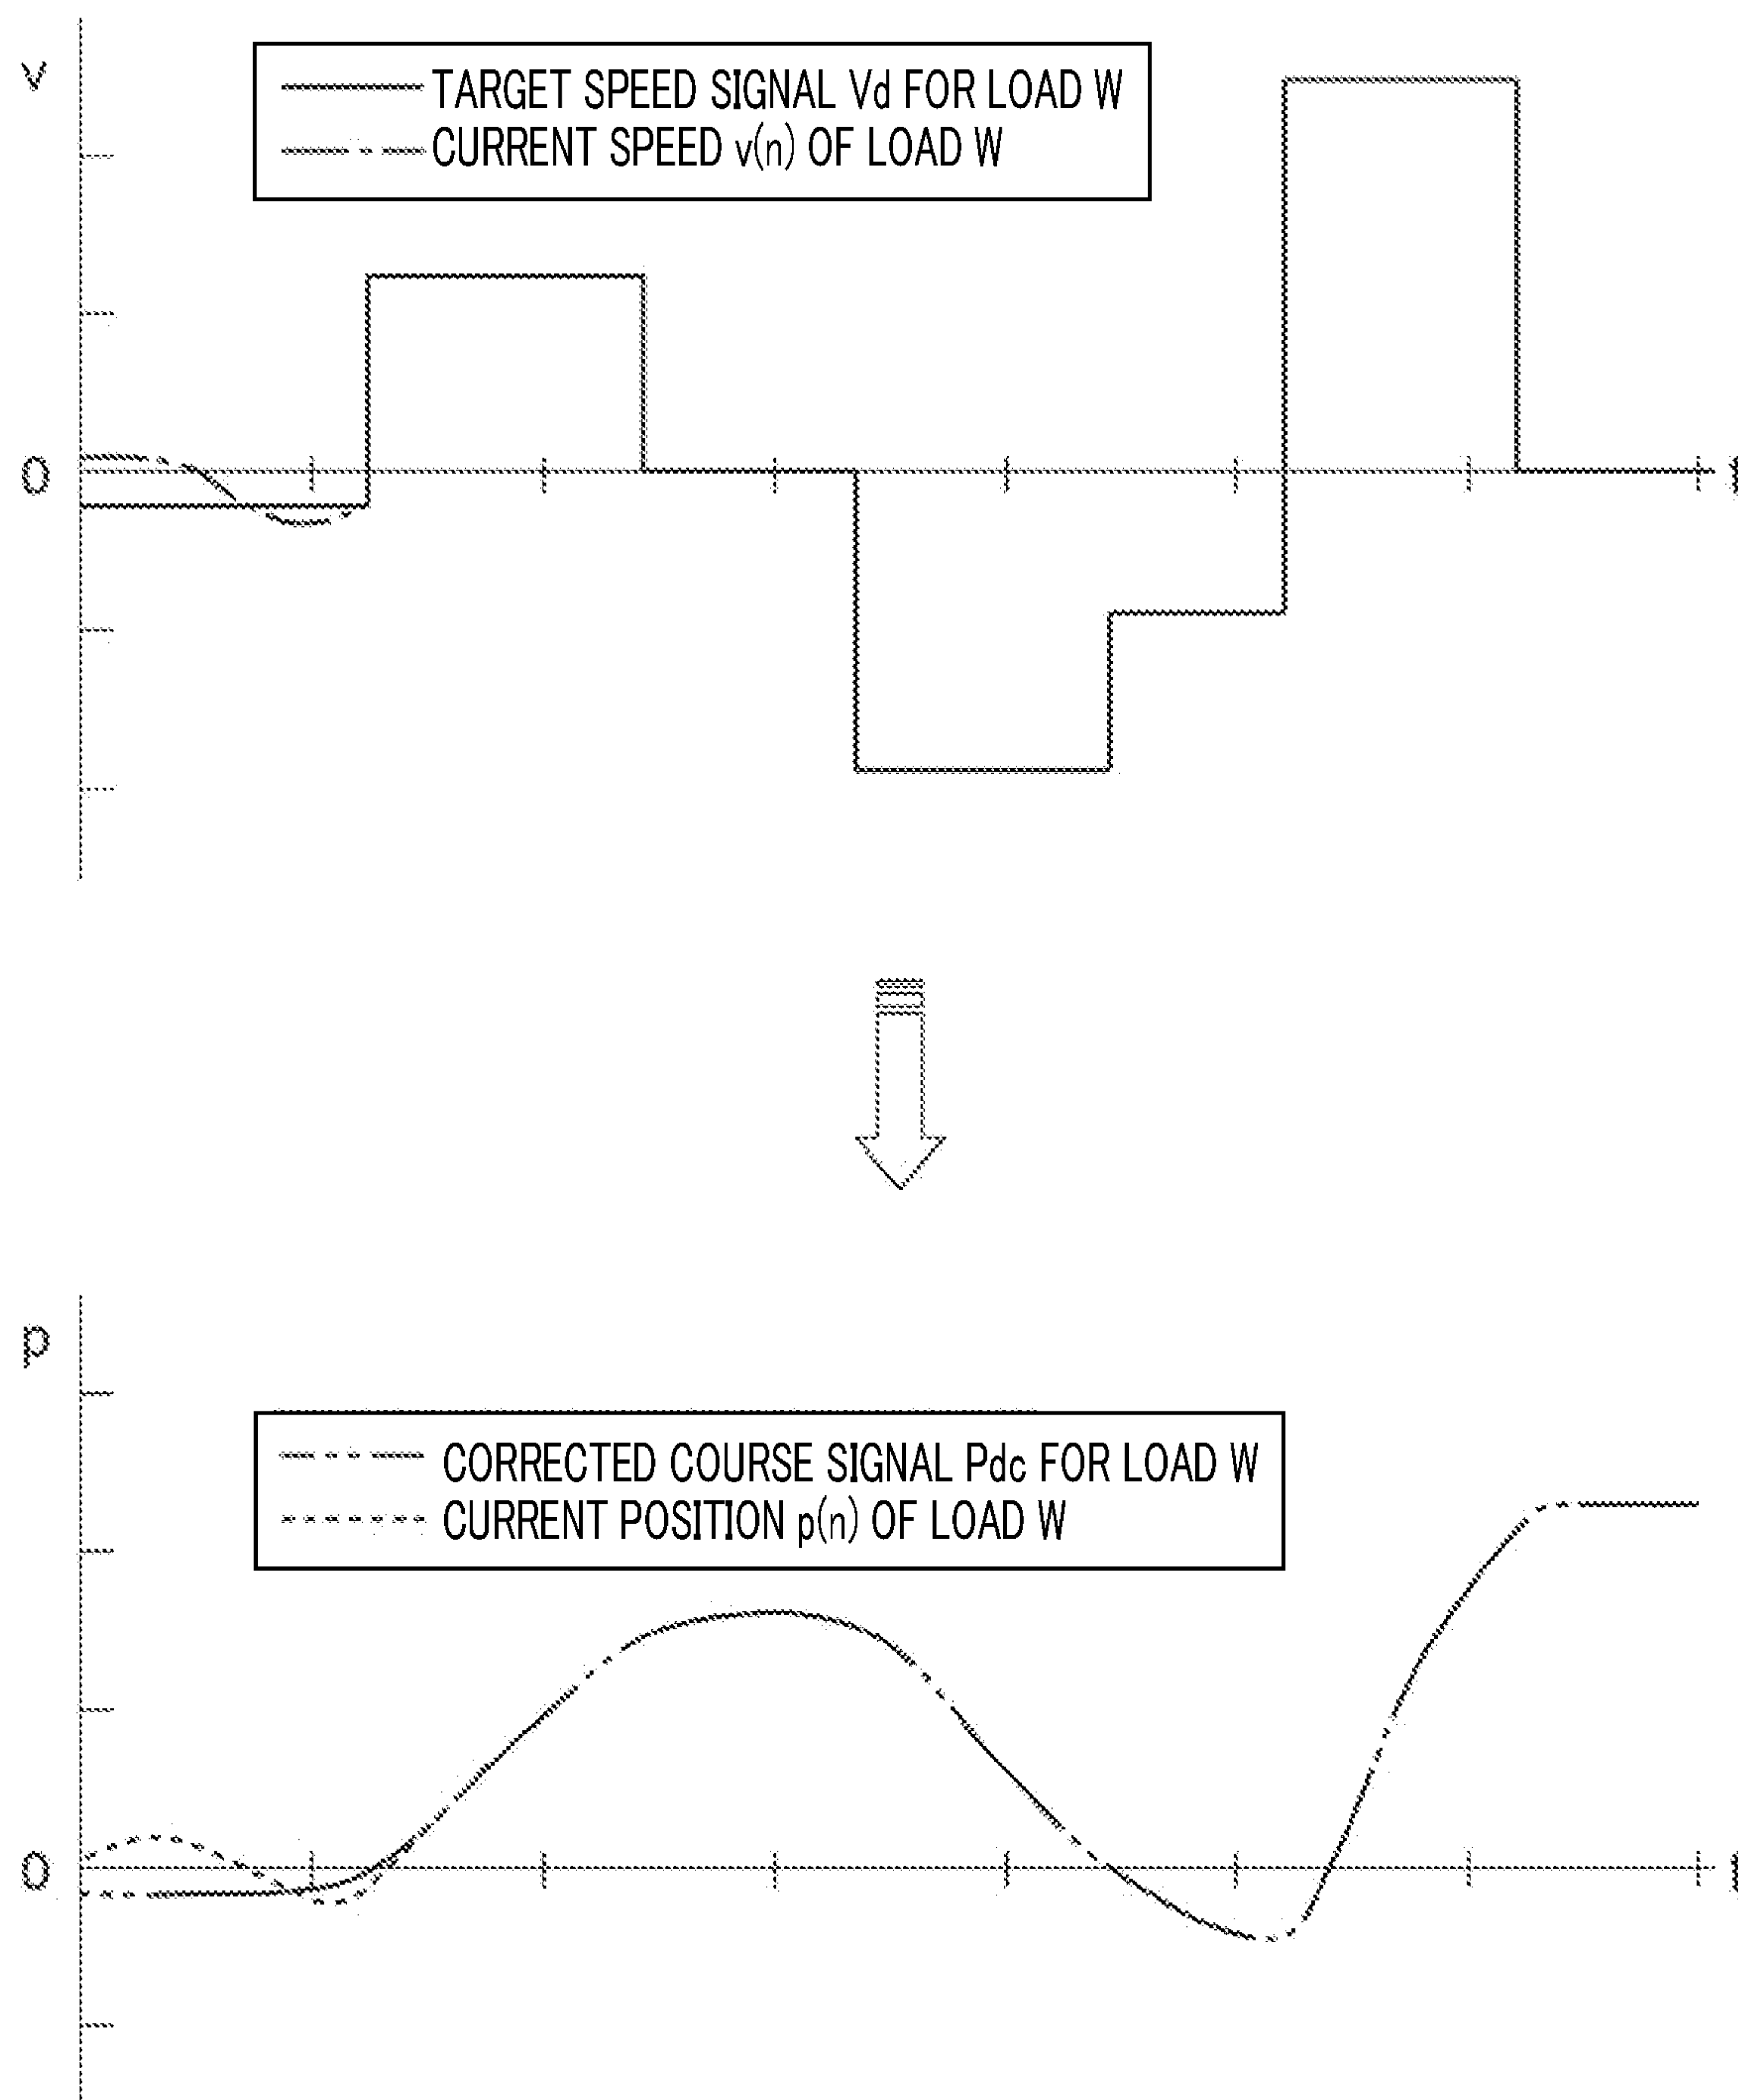 v
TARGET SPEED SIGNAL Vd FOR LOAD W
CURRENT SPEED v(n) OF LOAD W
0
p
CORRECTED COURSE SIGNAL Pdc FOR LOAD W
CURRENT POSITION p(n) OF LOAD W
0